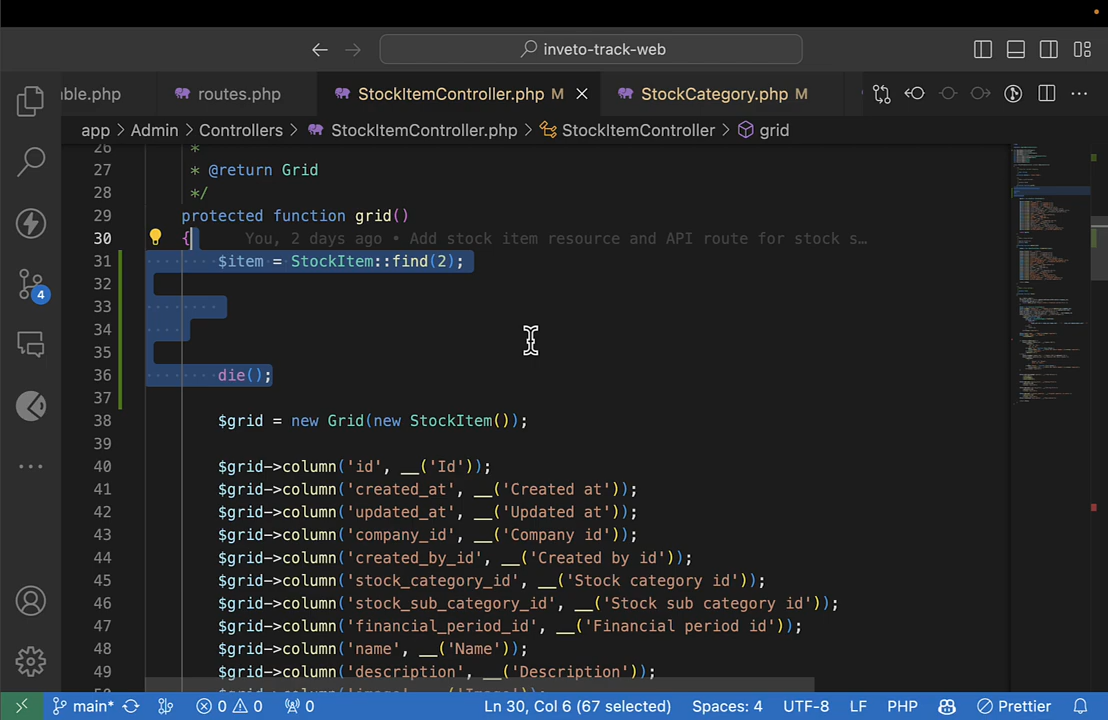 inveto-track-web
ble.php
routes.php
StockItemController.php M
StockCategory.php M
app > Admin > Controllers > StockItemController.php > StockItemController > grid
26 *
27 * @return Grid
28 */
29 protected function grid()
30 { You, 2 days ago • Add stock item resource and API route for stock s…
31 $item = StockItem::find(2);
32
33
34
35
36 die();
37
38 $grid = new Grid(new StockItem());
39
40 $grid->column('id', __('Id'));
41 $grid->column('created_at', __('Created at'));
42 $grid->column('updated_at', __('Updated at'));
43 $grid->column('company_id', __('Company id'));
44 $grid->column('created_by_id', __('Created by id'));
45 $grid->column('stock_category_id', __('Stock category id'));
46 $grid->column('stock_sub_category_id', __('Stock sub category id'));
47 $grid->column('financial_period_id', __('Financial period id'));
48 $grid->column('name', __('Name'));
49 $grid->column('description', __('Description'));
4
main* 0 0 0 Ln 30, Col 6 (67 selected) Spaces: 4 UTF-8 LF PHP Prettier